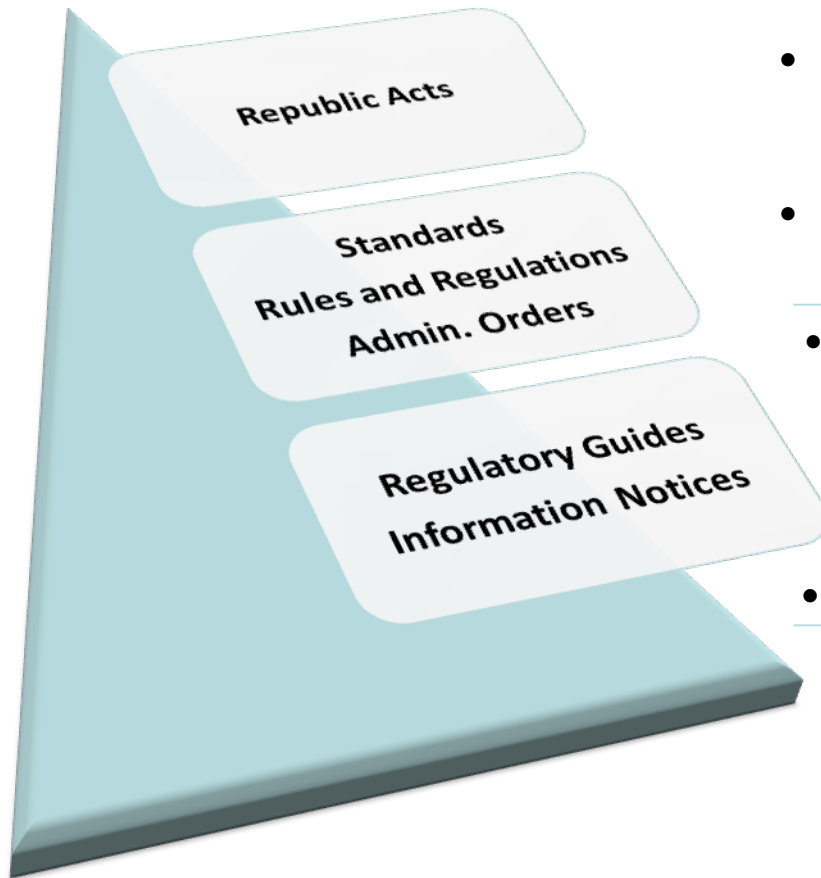 Republic Acts
Standards
Rules and Regulations
Admin. Orders
Regulatory Guides
Information Notices